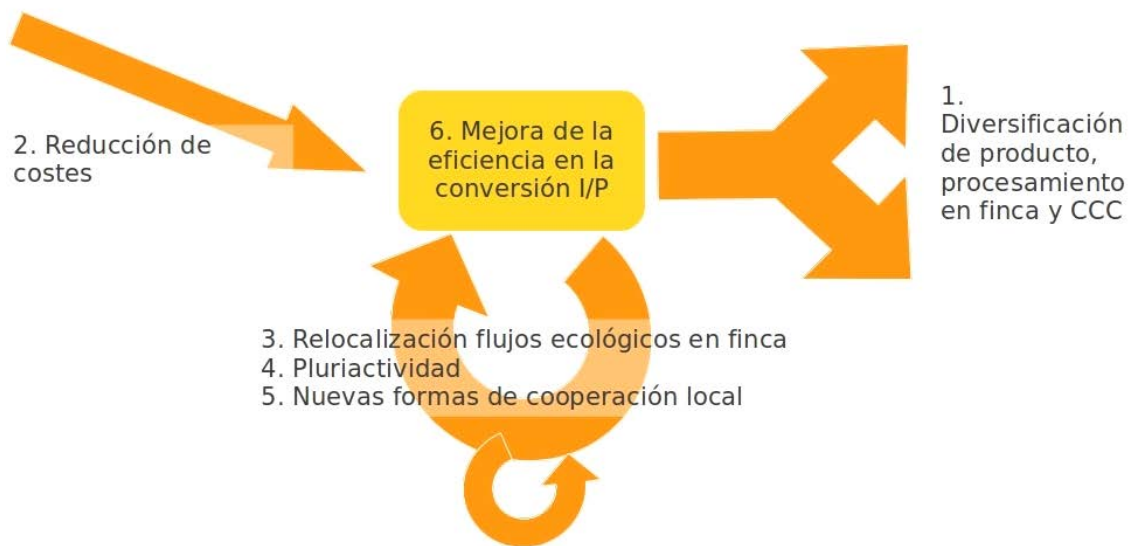 2. Reducción de
costes
6. Mejora de la
eficiencia en la
conversión I/P
1.
Diversificación
de producto,
procesamiento
en finca y CCC
3. Relocalización flujos ecológicos en finca
4. Pluriactividad
5. Nuevas formas de cooperación local